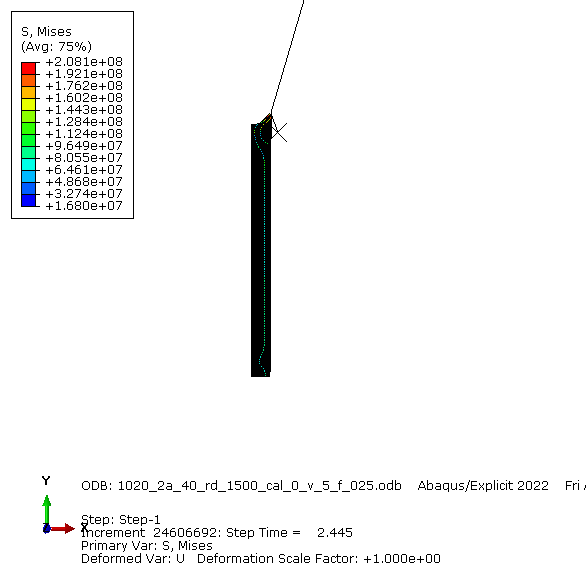 S, Mises
(Avg: 75%)
+2.081e+08
+1.921e+08
+1.762e+08
+1.602e+08
+1.443e+08
+1.284e+08
+1.124e+08
+9.649e+07
+8.055e+07
+6.461e+07
+4.868e+07
+3.274e+07
+1.680e+07
Y
ODB: 1020_2a_40_rd_1500_cal_0_v_5_f_025.odb Abaqus/Explicit 2022 Fri
Z X
Step: Step-1
Increment 24606692: Step Time = 2.445
Primary Var: S, Mises
Deformed Var: U Deformation Scale Factor: +1.000e+00